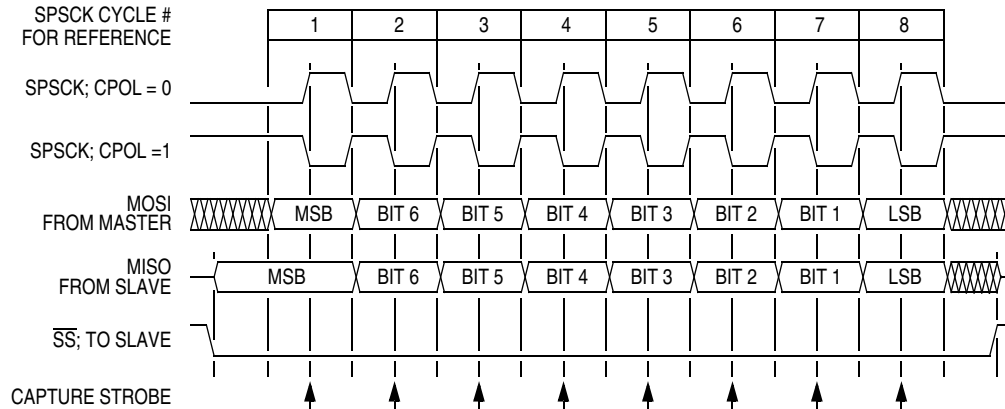 SPSCK CYCLE #
FOR REFERENCE
1 2 3 4 5 6 7 8
SPSCK; CPOL = 0
SPSCK; CPOL =1
MOSI
FROM MASTER
MSB BIT 6 BIT 5 BIT 4 BIT 3 BIT 2 BIT 1 LSB
MISO
FROM SLAVE
MSB BIT 6 BIT 5 BIT 4 BIT 3 BIT 2 BIT 1 LSB
SS; TO SLAVE
CAPTURE STROBE